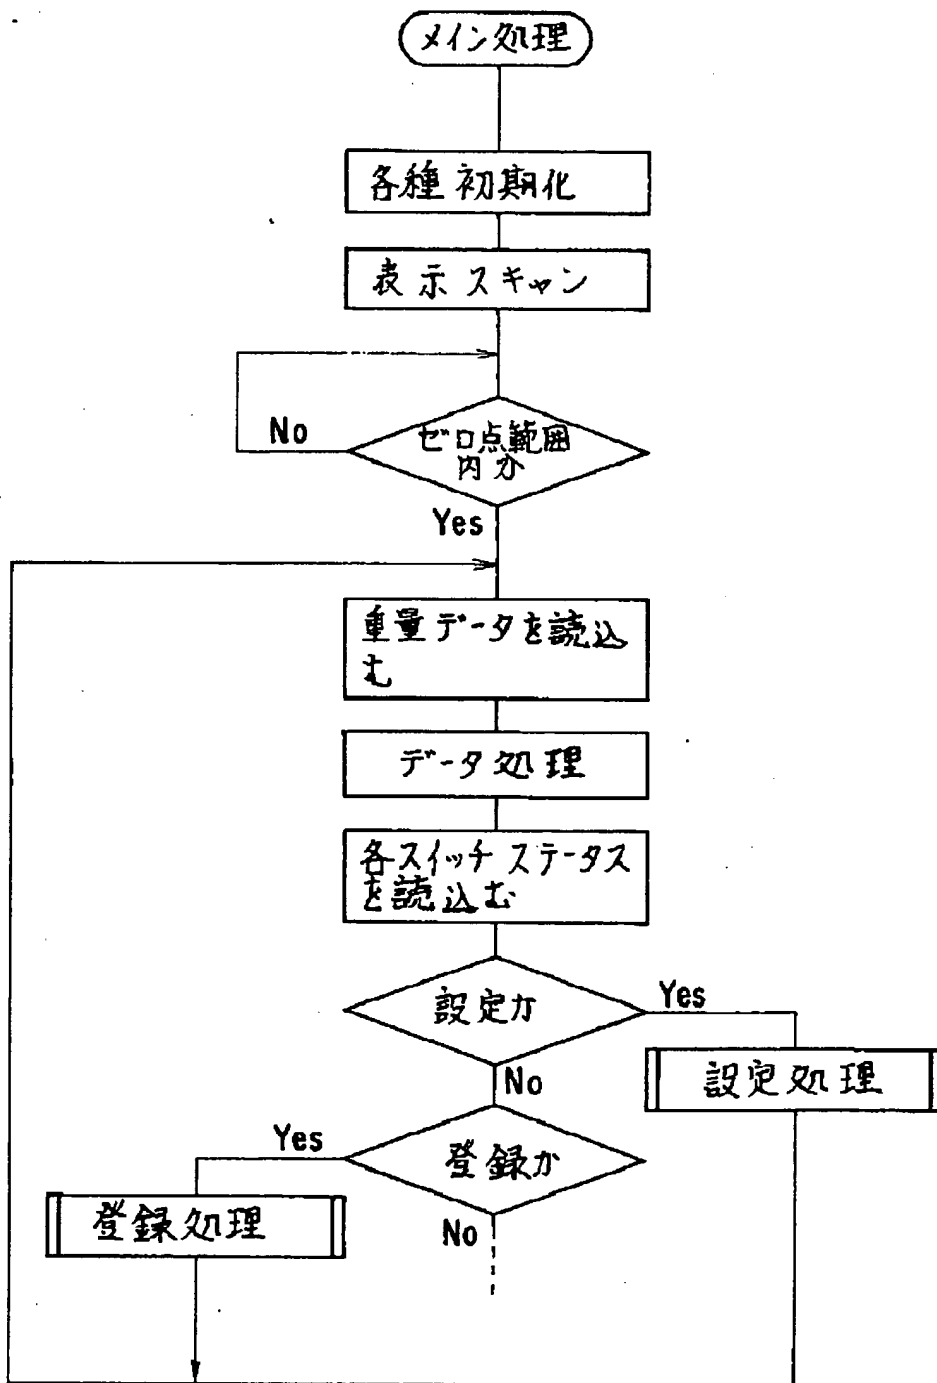 メイン処理
各種初期化
表示スキャン
No
ゼロ点範囲
内か
Yes
重量データを読込
む
データ処理
各スイッチステータス
を読込む
設定か
Yes
No
設定処理
Yes
登録か
登録処理
No